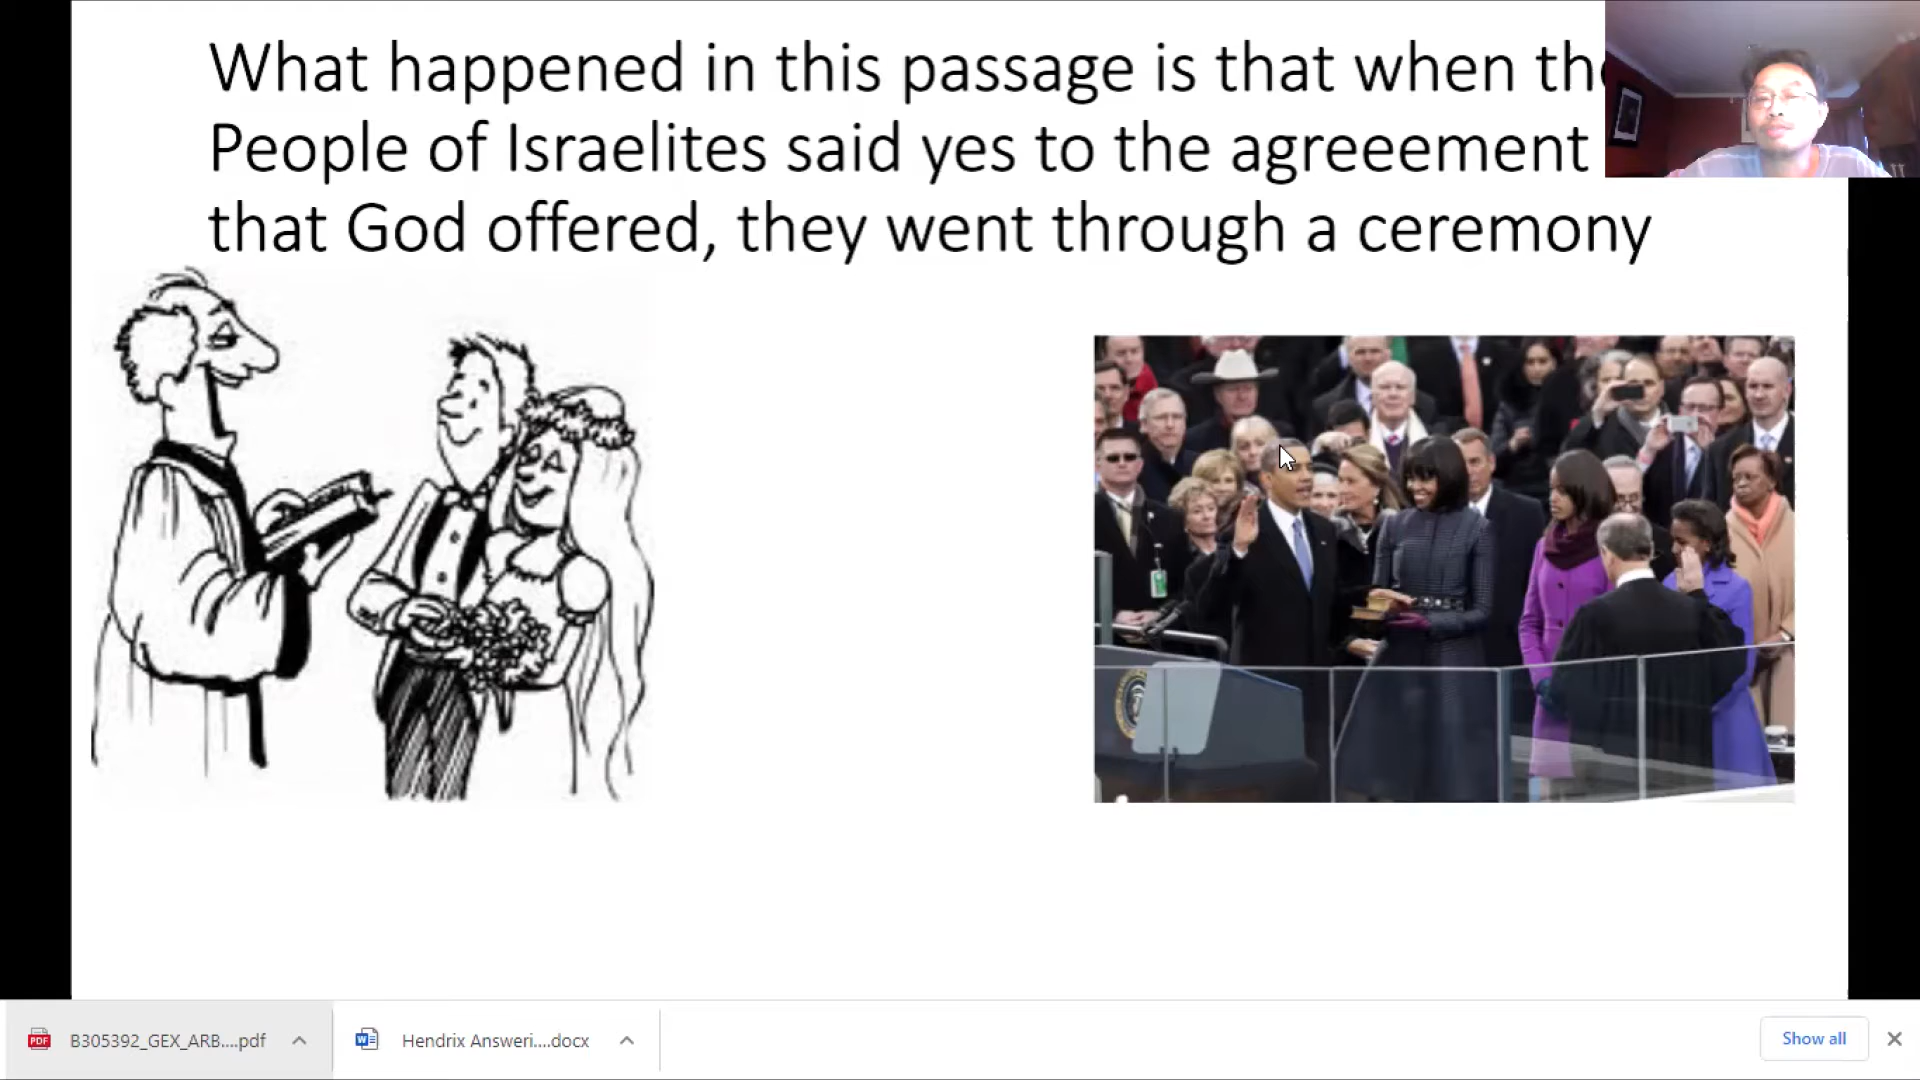 What happened in this passage is that when the
People of Israelites said yes to the agreeement
that God offered, they went through a ceremony
B305392_GEX_ARB....pdf
Hendrix Answeri....docx
Show all